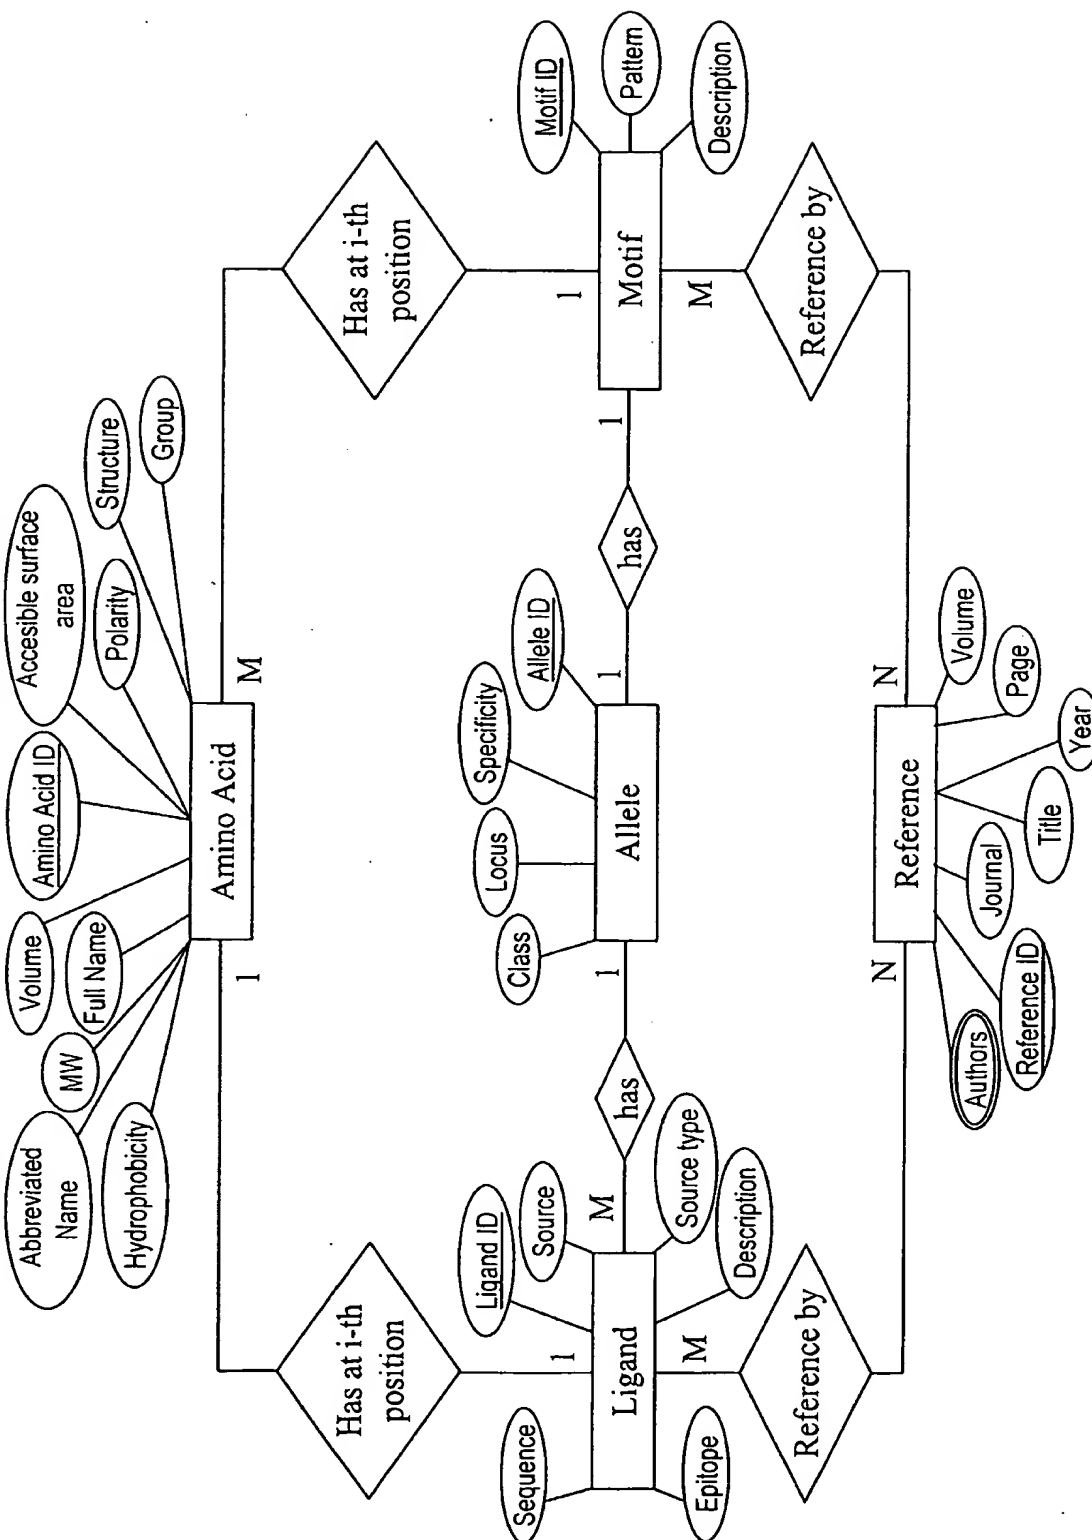 Abbreviated
Name
Hydrophobicity
MW
Volume
Full Name
Amino Acid ID
Accesible surface
area
Polarity
Structure
Group
Amino Acid
1
M
Has at i-th
position
Has at i-th
position
1
1
Sequence
Ligand ID
Source
Ligand
Epitope
Source type
Description
M
M
has
1
Class
Locus
Specificity
Allele ID
Allele
1
has
1
Motif
Motif ID
Pattern
Description
M
Reference by
Reference by
N
N
Reference
Authors
Reference ID
Journal
Title
Year
Page
Volume